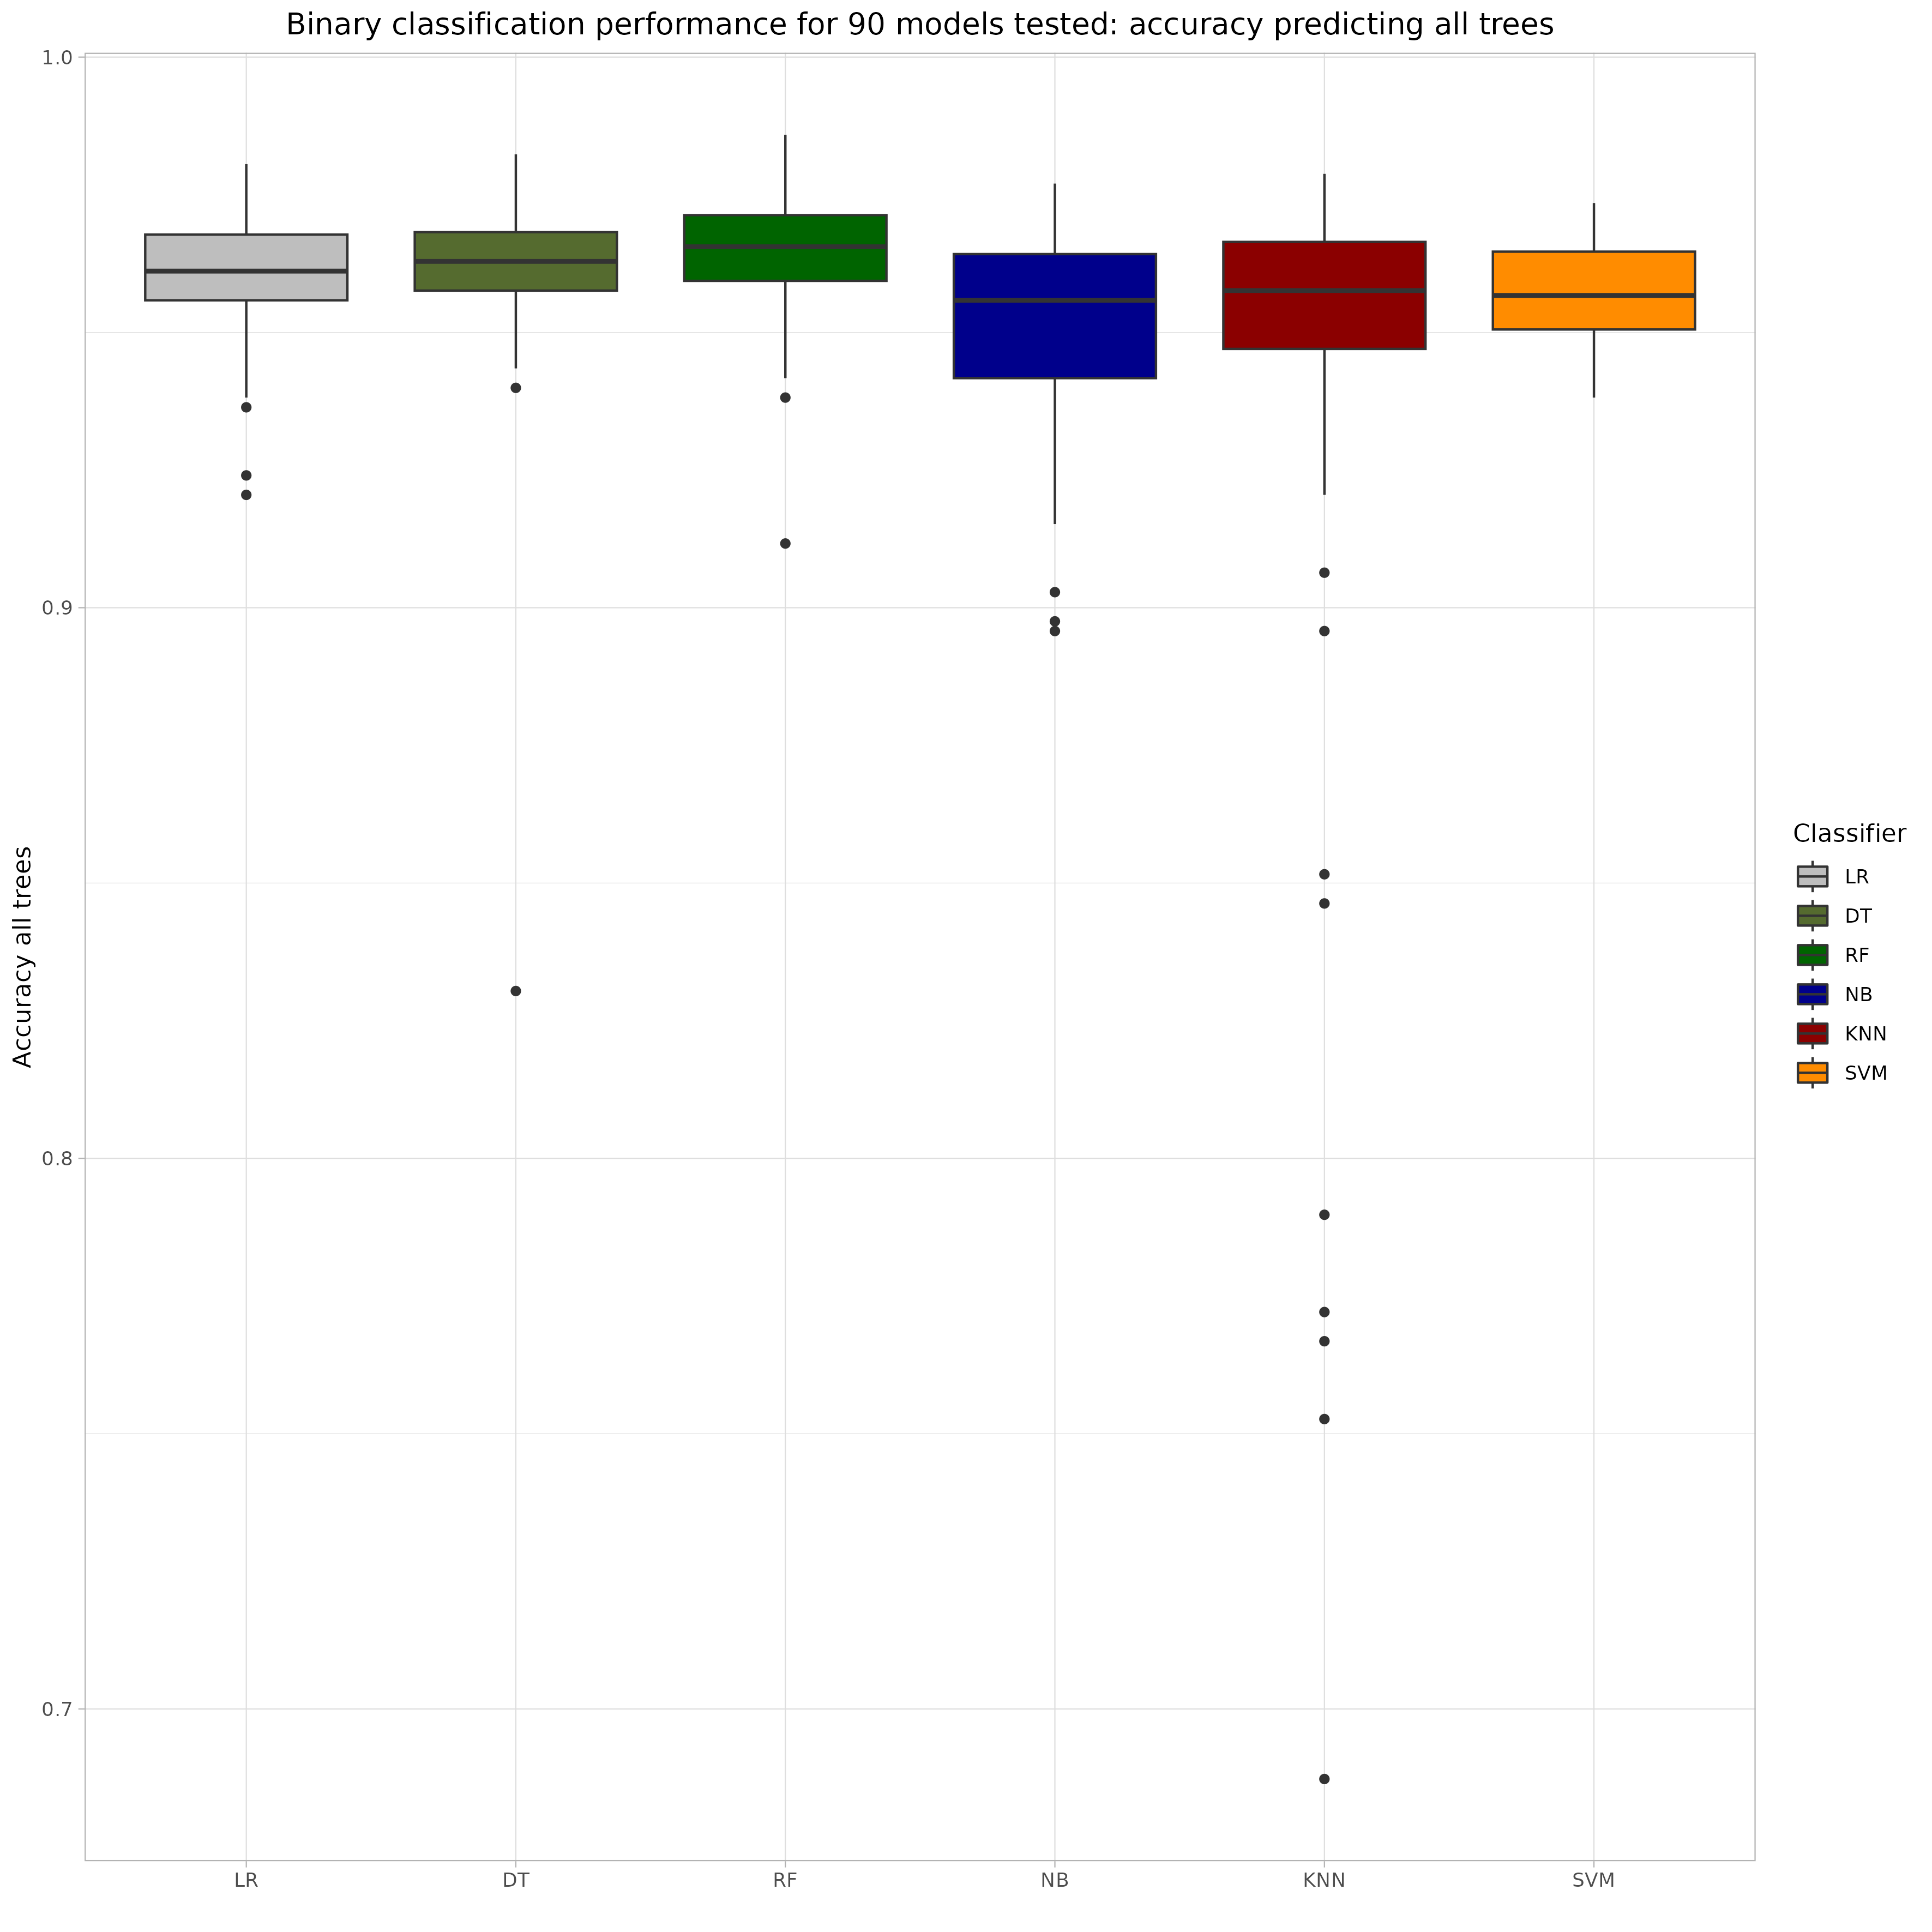 Binary classification performance for 90 models tested: accuracy predicting all trees
1.0
0.9
0.8
0.7
Accuracy all trees
LR
DT
RF
NB
KNN
SVM
Classifier
LR
DT
RF
NB
KNN
SVM